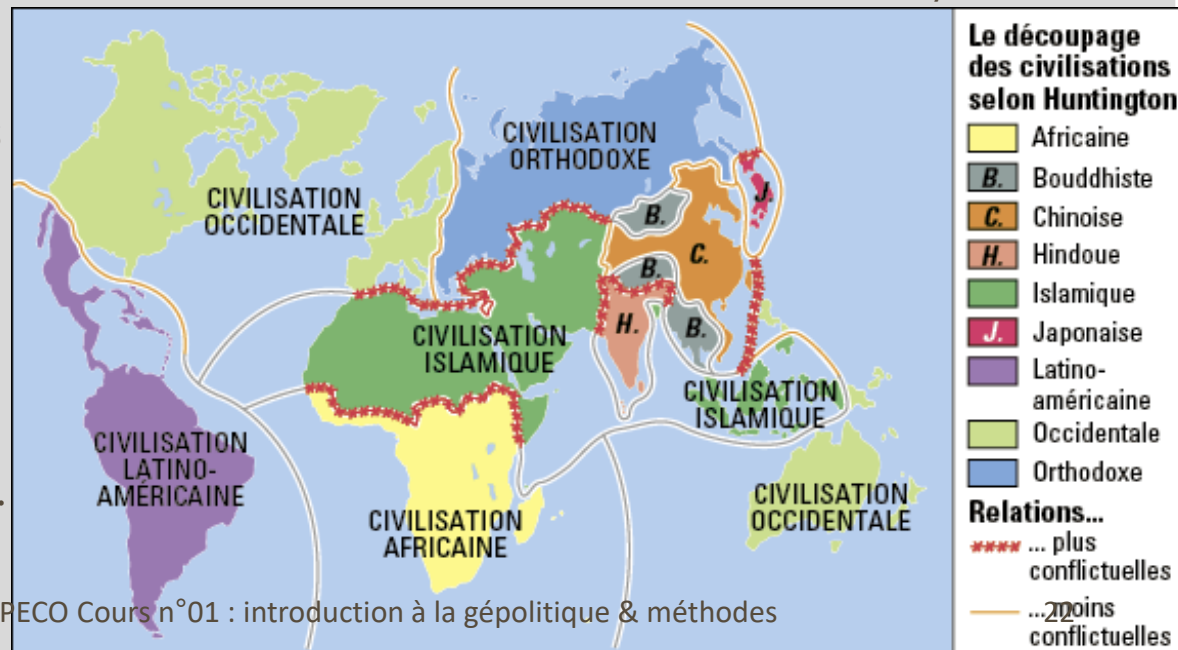 CIVILISATION
ORTHODOXE
CIVILISATION
OCCIDENTALE
B.
J.
C.
B.
H.
B.
CIVILISATION
ISLAMIQUE
CIVILISATION
ISLAMIQUE
CIVILISATION
LATINO-
AMÉRICAINE
CIVILISATION
AFRICAINE
CIVILISATION
OCCIDENTALE
Le découpage
des civilisations
selon Huntington
Africaine
B. Bouddhiste
C. Chinoise
H. Hindoue
Islamique
J. Japonaise
Latino-
américaine
Occidentale
Orthodoxe
Relations...
... plus
conflictuelles
... moins
conflictuelles
PECO Cours n°01 : introduction à la gépolitique & méthodes
22